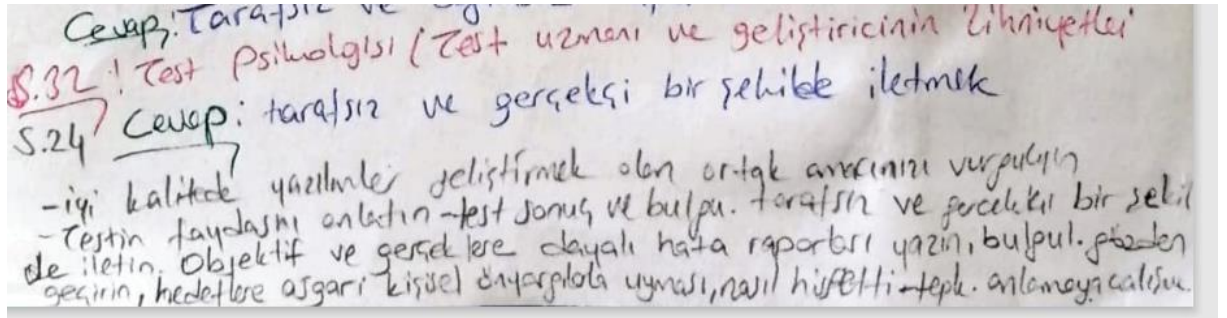 Cevap: Tarafsız ve
S.32 ! Test Psikolgisi (Test uzmanı ve geliştiricinin Zihniyetleri
S.24 Cevap: tarafsız ve gerçekçi bir şekilde iletmek
-iyi kalitede yazılımlar geliştirmek olan ortak amacınızı vurgulayın
-Testin faydasını anlatın-test sonuç ve bulgu. tarafsız ve gerçekçi bir şekil
de iletin. Objektif ve gerçeklere dayalı hata raporları yazın, bulgul. gözden
geçirin, hedeflere asgari kişisel önyargılarla uyması, nasıl hissetti-tepk. anlamaya çalışın.